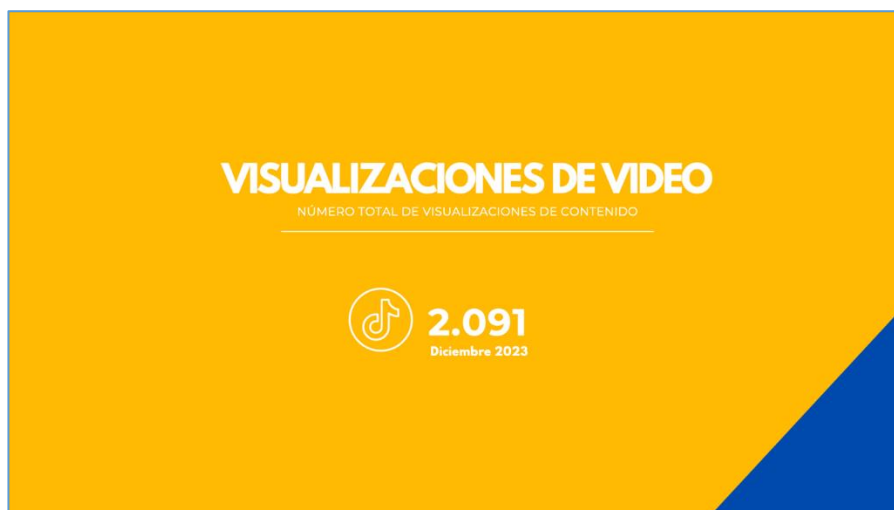 VISUALIZACIONES DE VIDEO
NÚMERO TOTAL DE VISUALIZACIONES DE CONTENIDO
2.091
Diciembre 2023